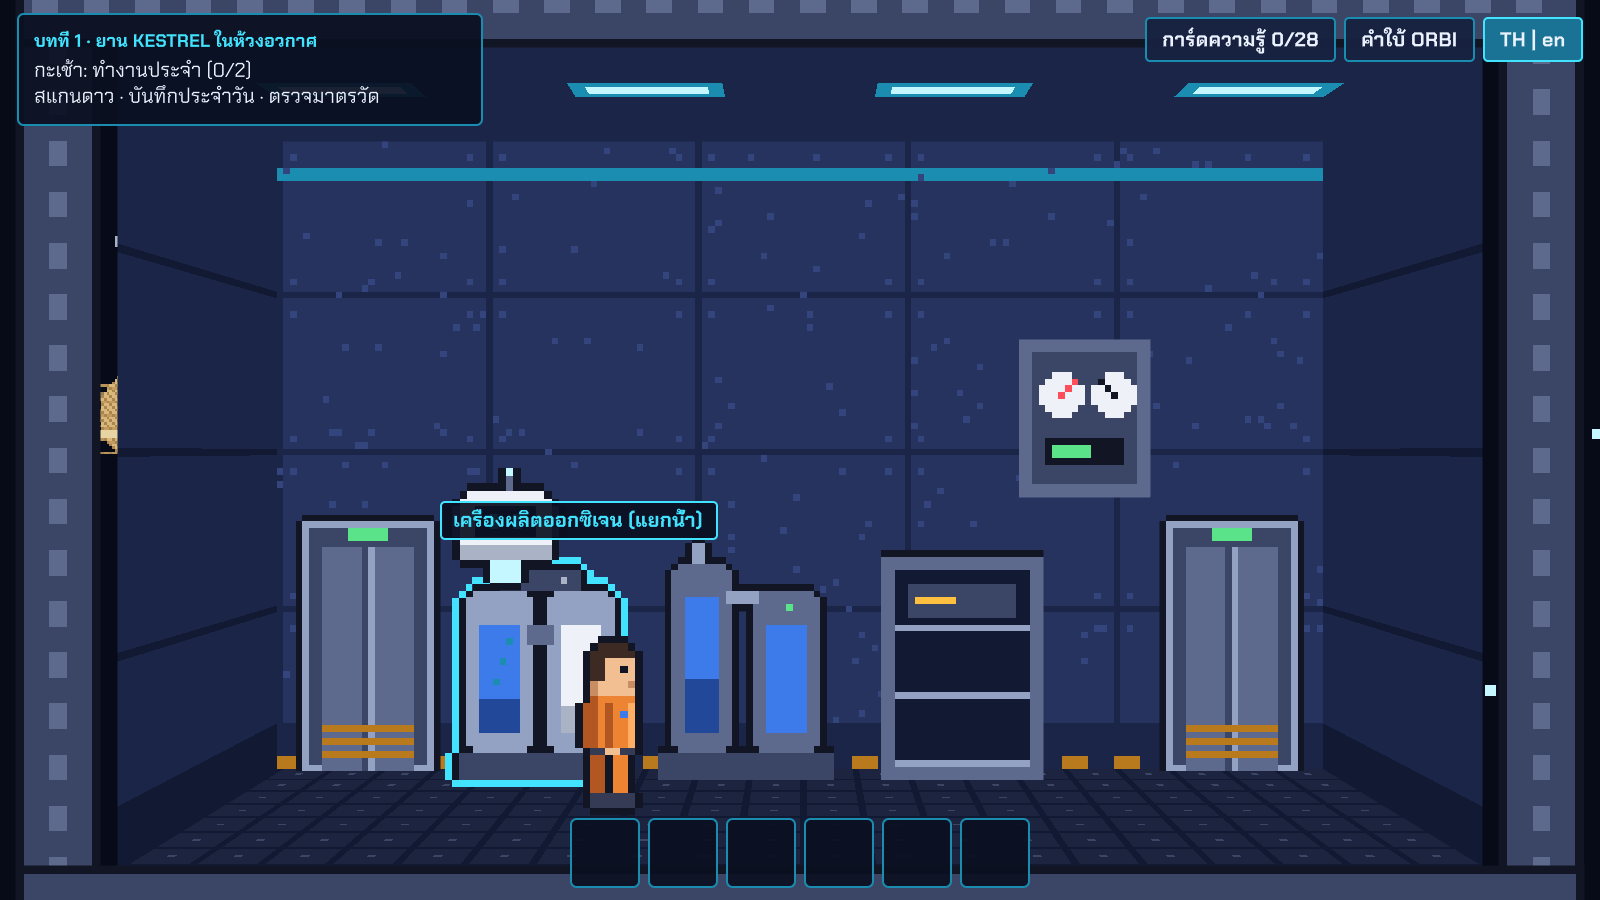 บทที่ 1 · ยาน KESTREL ในห้วงอวกาศ
กะเช้า: ทำงานประจำ (0/2)
สแกนดาว · บันทึกประจำวัน · ตรวจมาตรวัด
การ์ดความรู้ 0/28
คำใบ้ ORBI
TH | en
เครื่องผลิตออกซิเจน (แยกน้ำ)